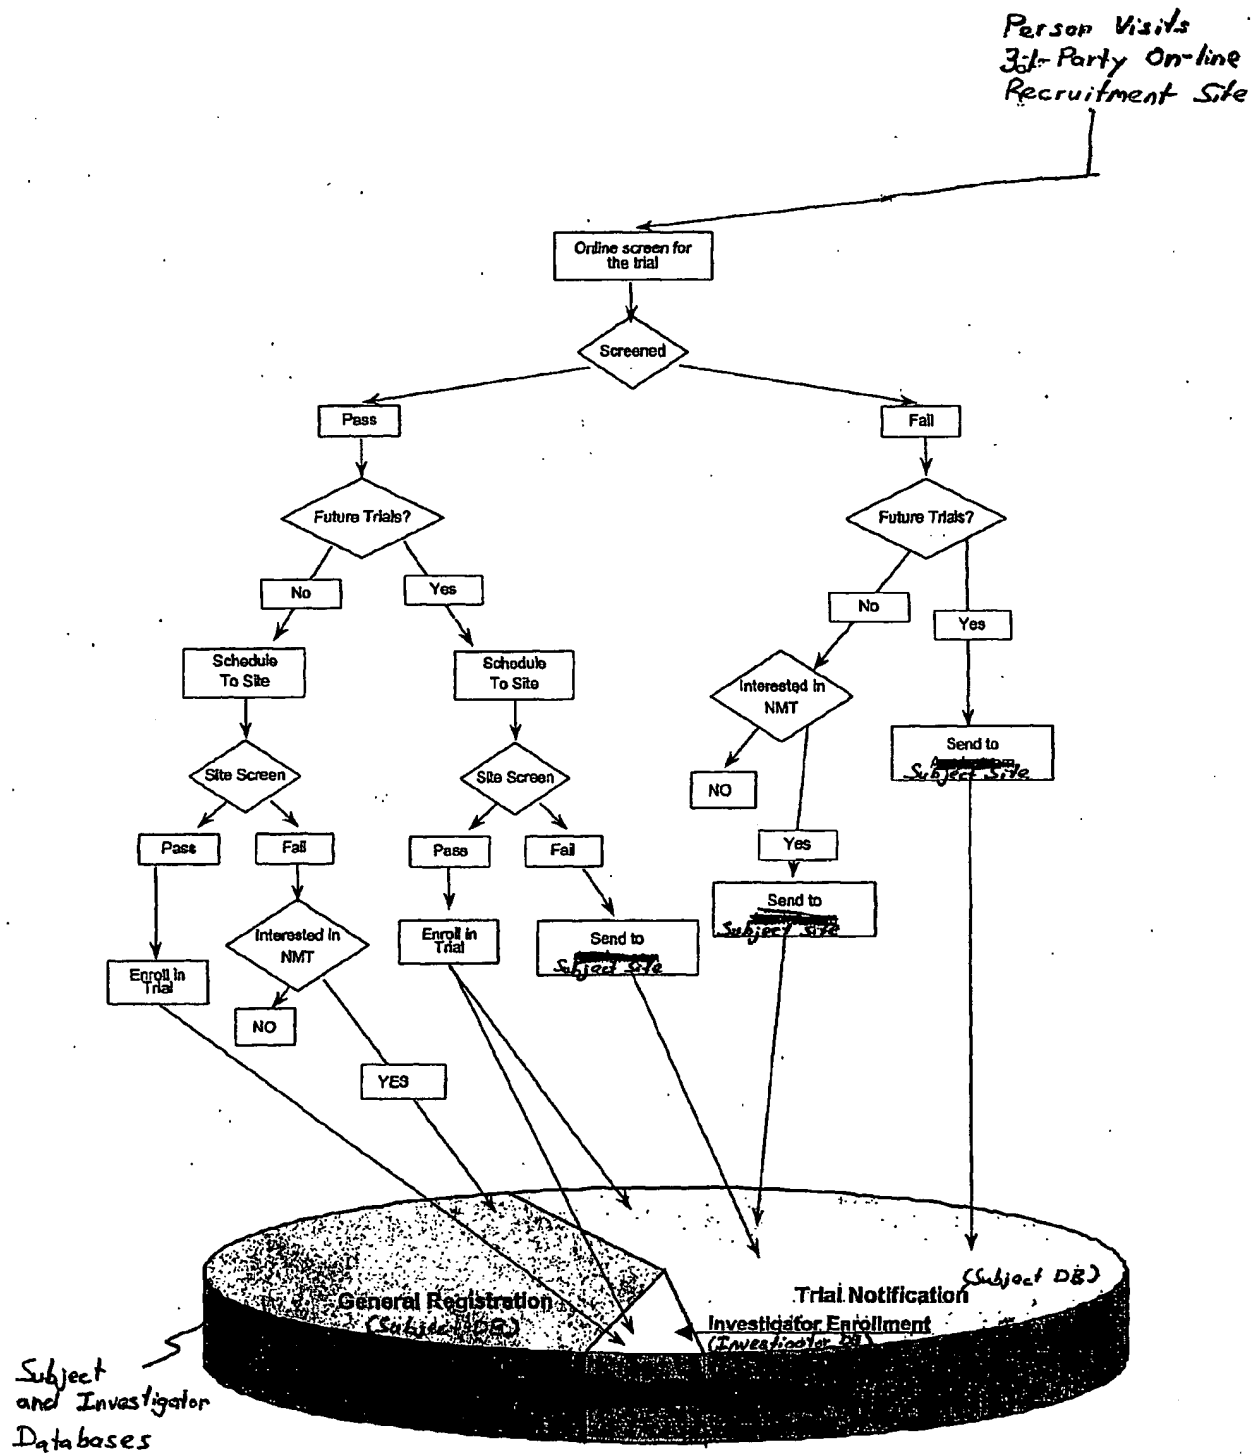 Person Visits
3rd-Party On-line
Recruitment Site
Online screen for
the trial
Screened
Pass
Fail
Future Trials?
Future Trials?
No
Yes
No
Yes
Schedule
To Site
Schedule
To Site
Interested in
NMT
Send to
Subject Site
Site Screen
Site Screen
NO
Pass
Fail
Pass
Fail
Yes
Send to
Subject Site
Interested in
NMT
Enroll in
Trial
Send to
Subject Site
Enroll in
Trial
NO
YES
(Subject DB)
General Registration
(Subject DB)
Trial Notification
Investigator Enrollment
(Investigator DB)
Subject
and Investigator
Databases